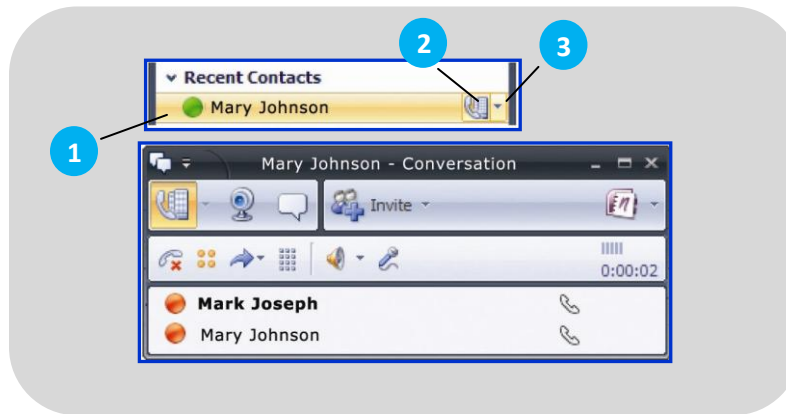 2
3
Recent Contacts
Mary Johnson
1
Mary Johnson - Conversation
Invite
0:00:02
Mark Joseph
Mary Johnson